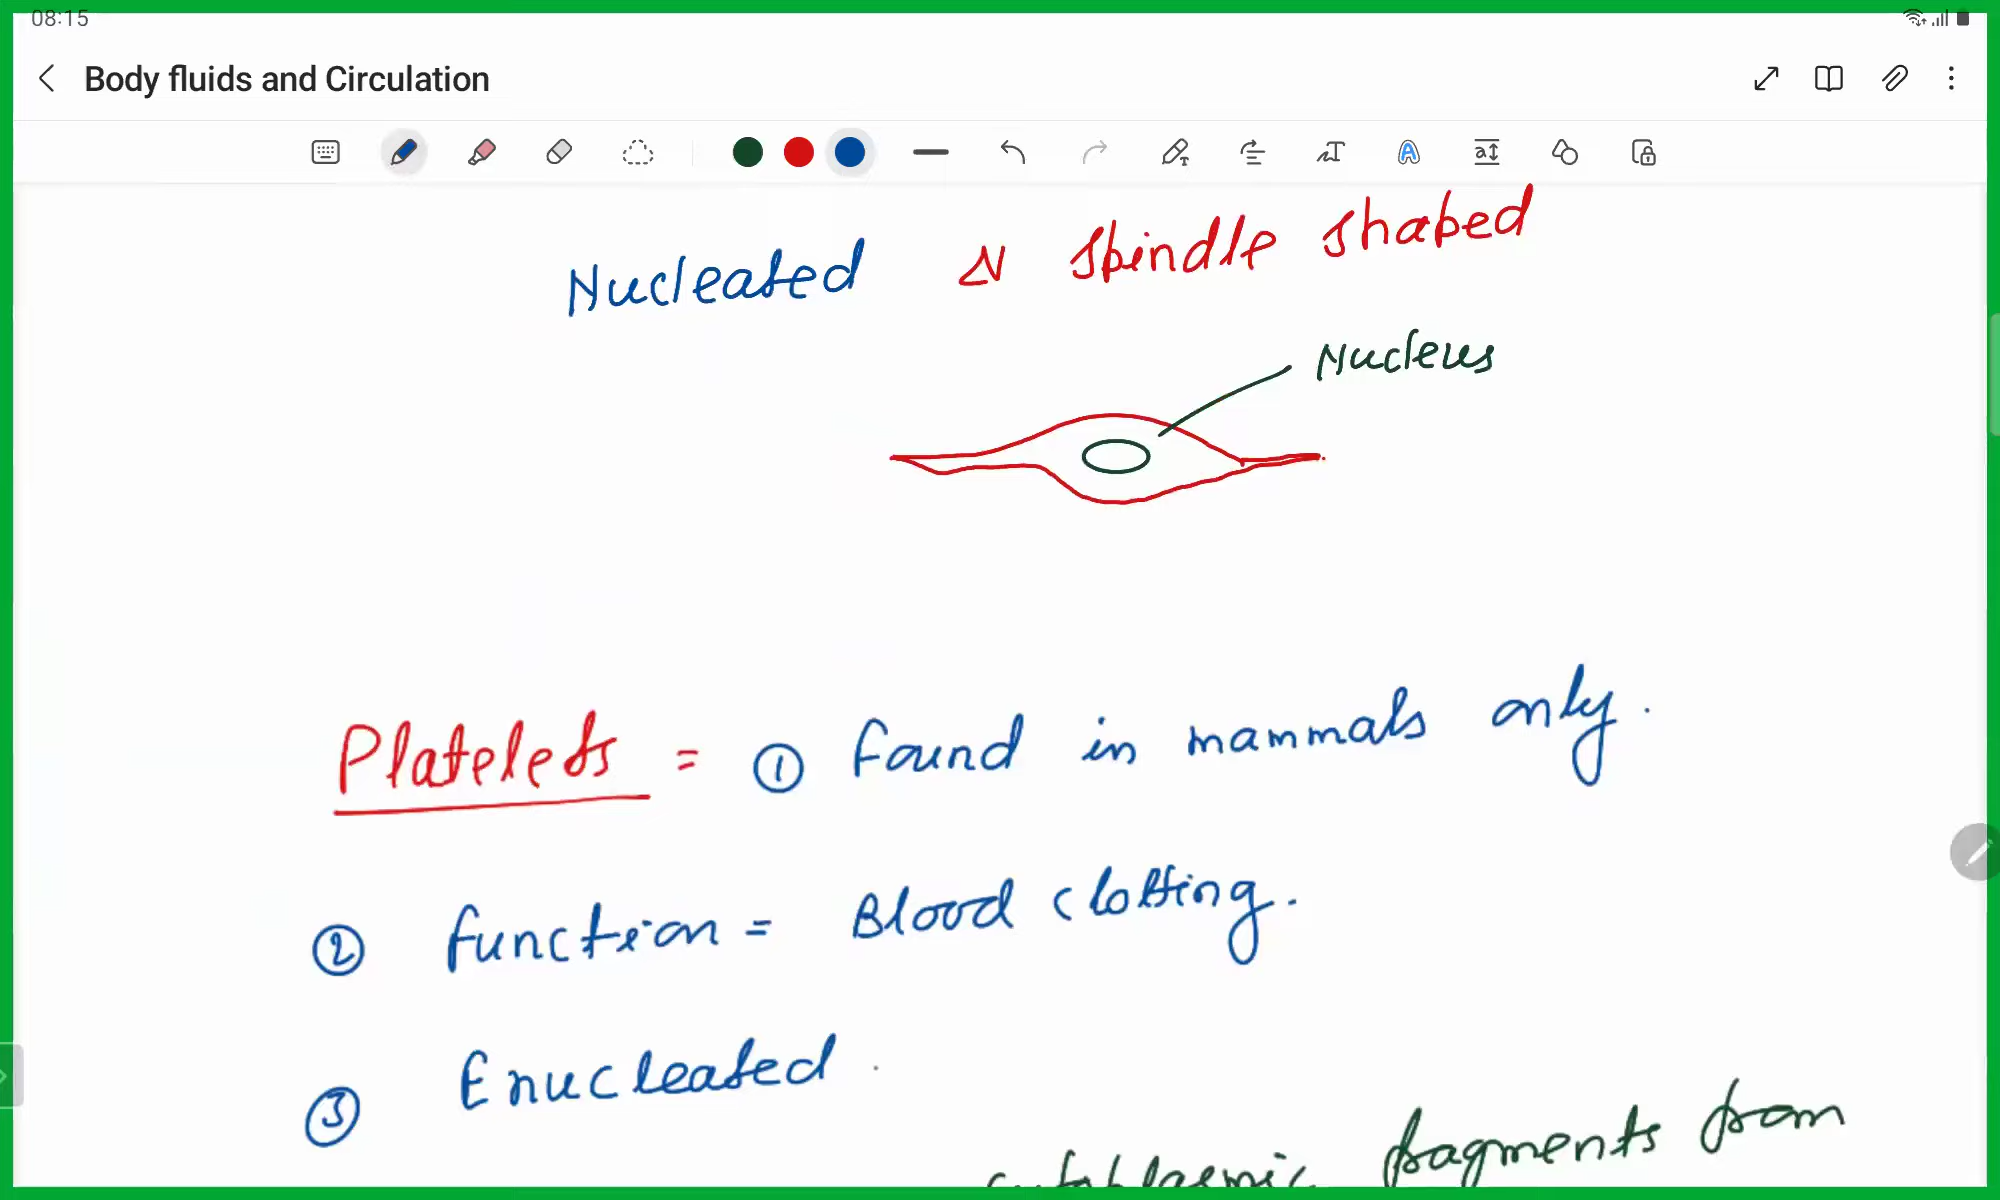 08:15
Body fluids and Circulation
Nucleated & Spindle shaped
Nucleus
Platelets = ① Found in mammals only.
② function = Blood clotting.
③ Enucleated .
cytoplasmic fragments from